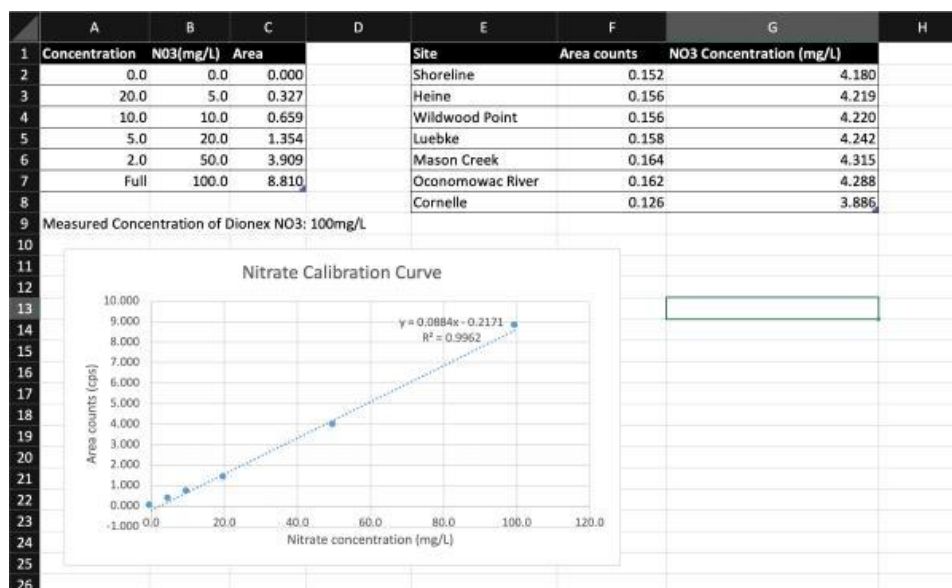 A B C D E F G H
1 Concentration N03(mg/L) Area Site Area counts NO3 Concentration (mg/L)
2 0.0 0.0 0.000 Shoreline 0.152 4.180
3 20.0 5.0 0.327 Heine 0.156 4.219
4 10.0 10.0 0.659 Wildwood Point 0.156 4.220
5 5.0 20.0 1.354 Luebke 0.158 4.242
6 2.0 50.0 3.909 Mason Creek 0.164 4.315
7 Full 100.0 8.810 Oconomowac River 0.162 4.288
8 Cornelle 0.126 3.886
9 Measured Concentration of Dionex NO3: 100mg/L
10
11
12
13
14
15
16
17
18
19
20
21
22
23
24
25
26
Nitrate Calibration Curve
10.000
9.000
8.000
7.000
6.000
5.000
4.000
3.000
2.000
1.000
0.000
-1.000
y = 0.0884x - 0.2171
R² = 0.9962
Area counts (cps)
0.0 20.0 40.0 60.0 80.0 100.0 120.0
Nitrate concentration (mg/L)